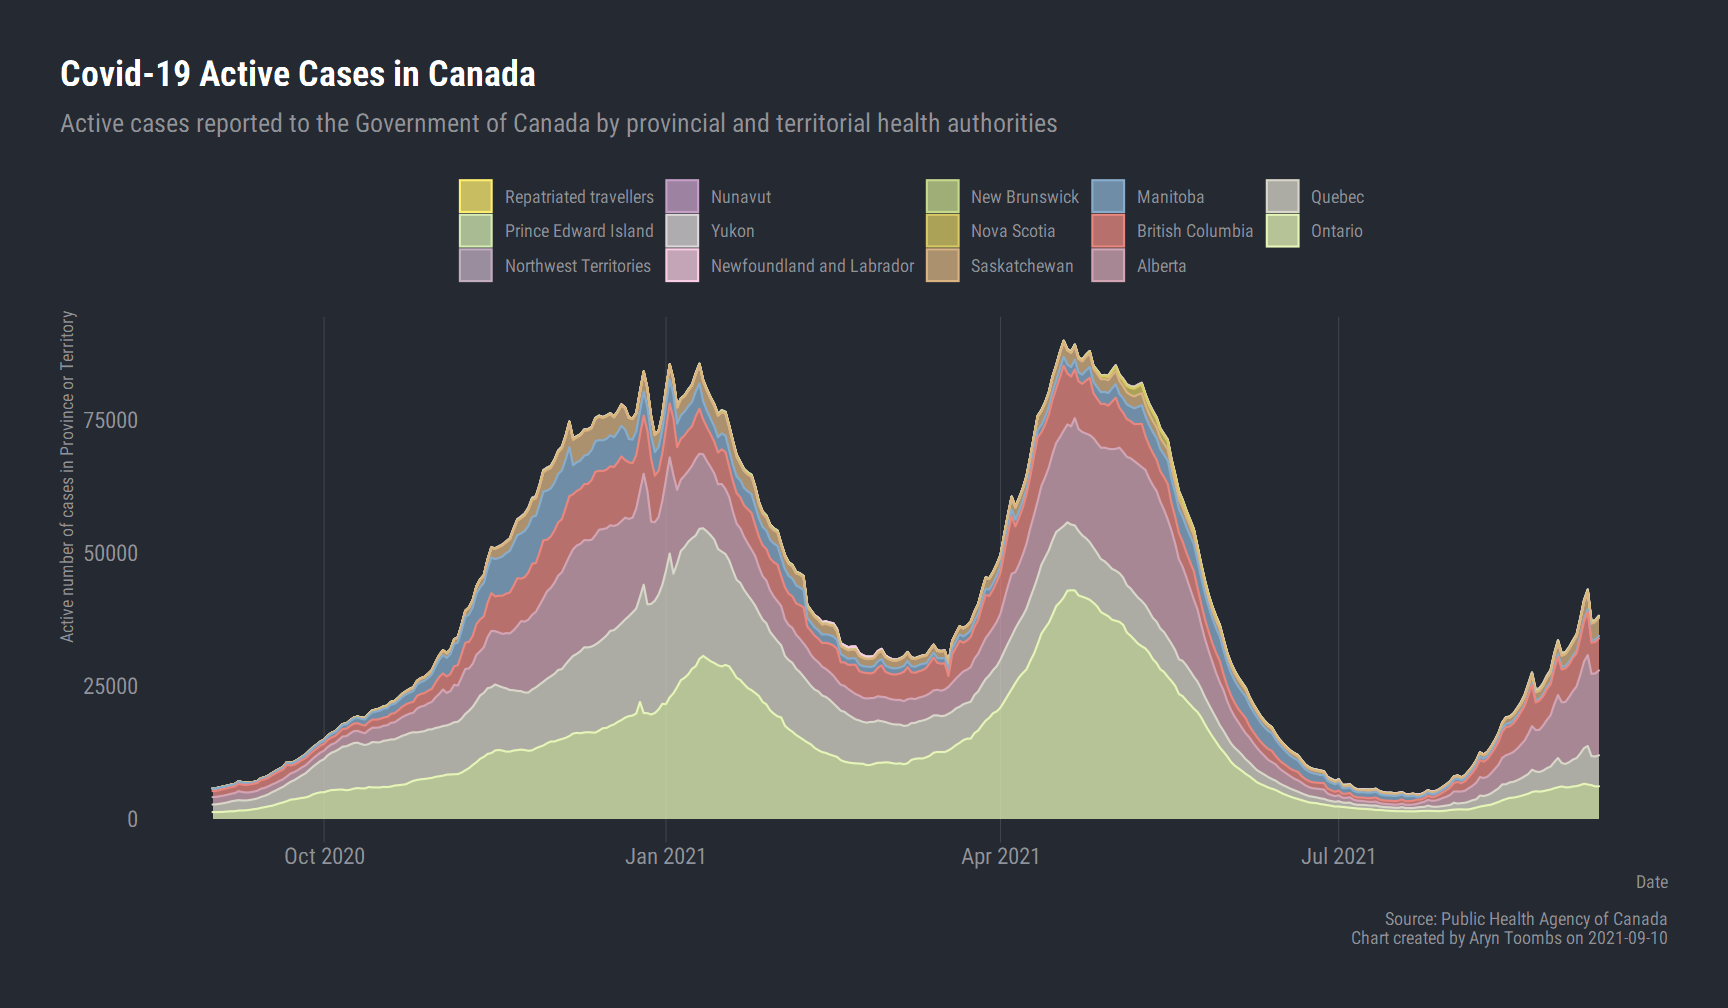 Covid-19 Active Cases in Canada
Active cases reported to the Government of Canada by provincial and territorial health authorities
Repatriated travellers
Nunavut
New Brunswick
Manitoba
Quebec
Prince Edward Island
Yukon
Nova Scotia
British Columbia
Ontario
Northwest Territories
Newfoundland and Labrador
Saskatchewan
Alberta
Active number of cases in Province or Territory
75000
50000
25000
0
Oct 2020
Jan 2021
Apr 2021
Jul 2021
Date
Source: Public Health Agency of Canada
Chart created by Aryn Toombs on 2021-09-10